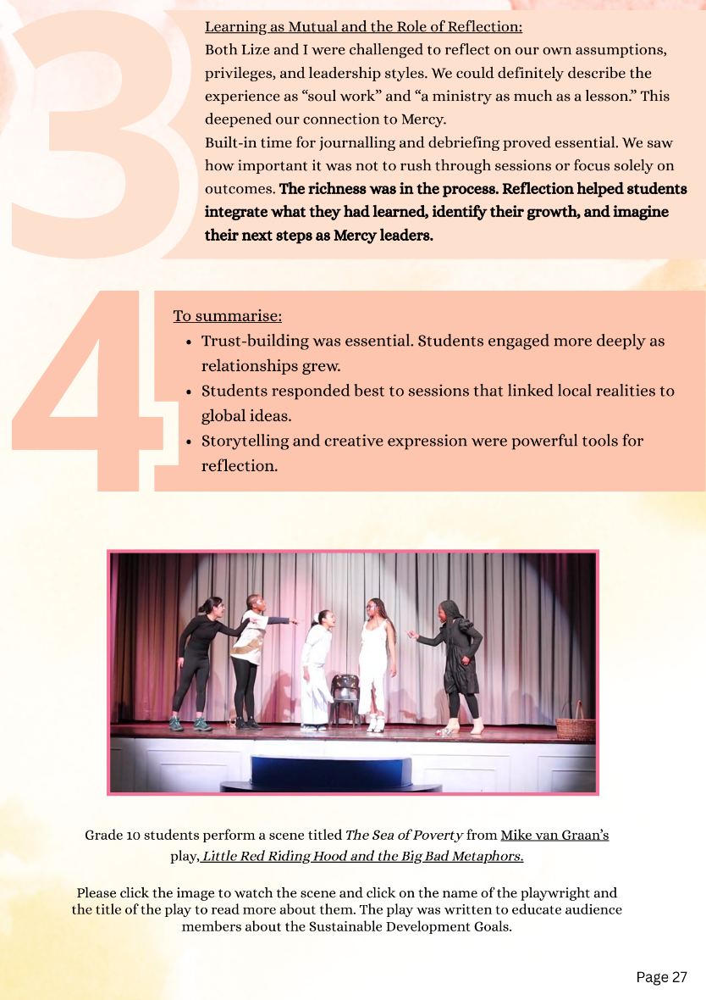 3
Learning as Mutual and the Role of Reflection:
Both Lize and I were challenged to reflect on our own assumptions,
privileges, and leadership styles. We could definitely describe the
experience as “soul work” and “a ministry as much as a lesson.” This
deepened our connection to Mercy.
Built-in time for journalling and debriefing proved essential. We saw
how important it was not to rush through sessions or focus solely on
outcomes. The richness was in the process. Reflection helped students
integrate what they had learned, identify their growth, and imagine
their next steps as Mercy leaders.
4
To summarise:
• Trust-building was essential. Students engaged more deeply as
relationships grew.
• Students responded best to sessions that linked local realities to
global ideas.
• Storytelling and creative expression were powerful tools for
reflection.
Grade 10 students perform a scene titled The Sea of Poverty from Mike van Graan’s
play, Little Red Riding Hood and the Big Bad Metaphors.
Please click the image to watch the scene and click on the name of the playwright and
the title of the play to read more about them. The play was written to educate audience
members about the Sustainable Development Goals.
Page 27